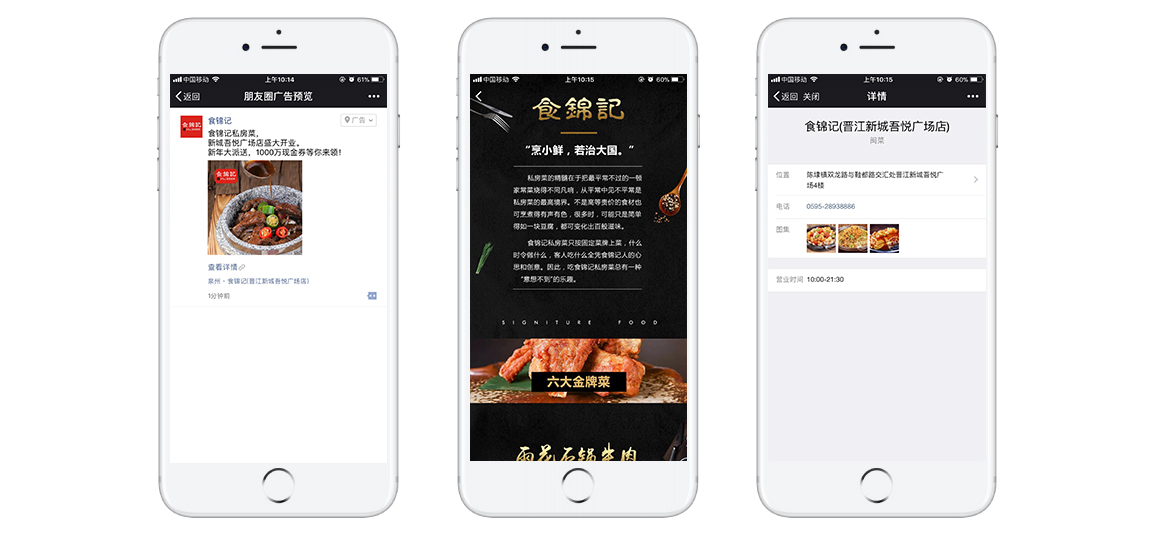 中国移动
上午10:14
61%
返回
朋友圈广告预览
食錦記
食锦记
广告
食锦记私房菜,
新城吾悦广场店盛大开业。
新年大派送，1000万现金券等你来领!
食錦記
查看详情
泉州·食锦记(晋江新城吾悦广场店)
1分钟前
中国移动
上午10:15
60%
食錦記
“烹小鲜，若治大国。”
私房菜的精髓在于把最平常不过的一顿
家常菜烧得不同凡响，从平常中见不平常是
私房菜的最高境界。不是高等贵价的食材也
可烹煮得有声有色，很多时，可能只是简单
得如一块豆腐，都可变化出百般滋味。
食锦记私房菜只按固定菜牌上菜，什么
时令做什么，客人吃什么全凭食锦记人的心
思和创意。因此，吃食锦记私房菜总有一种
“意想不到”的乐趣。
SIGNITURE FOOD
六大金牌菜
雨花石锅牛肉
中国移动
上午10:15
60%
返回 关闭
详情
食锦记(晋江新城吾悦广场店)
闽菜
位置
陈埭镇双龙路与鞋都路交汇处晋江新城吾悦广
场4楼
电话
0595-28938886
图集
营业时间 10:00-21:30